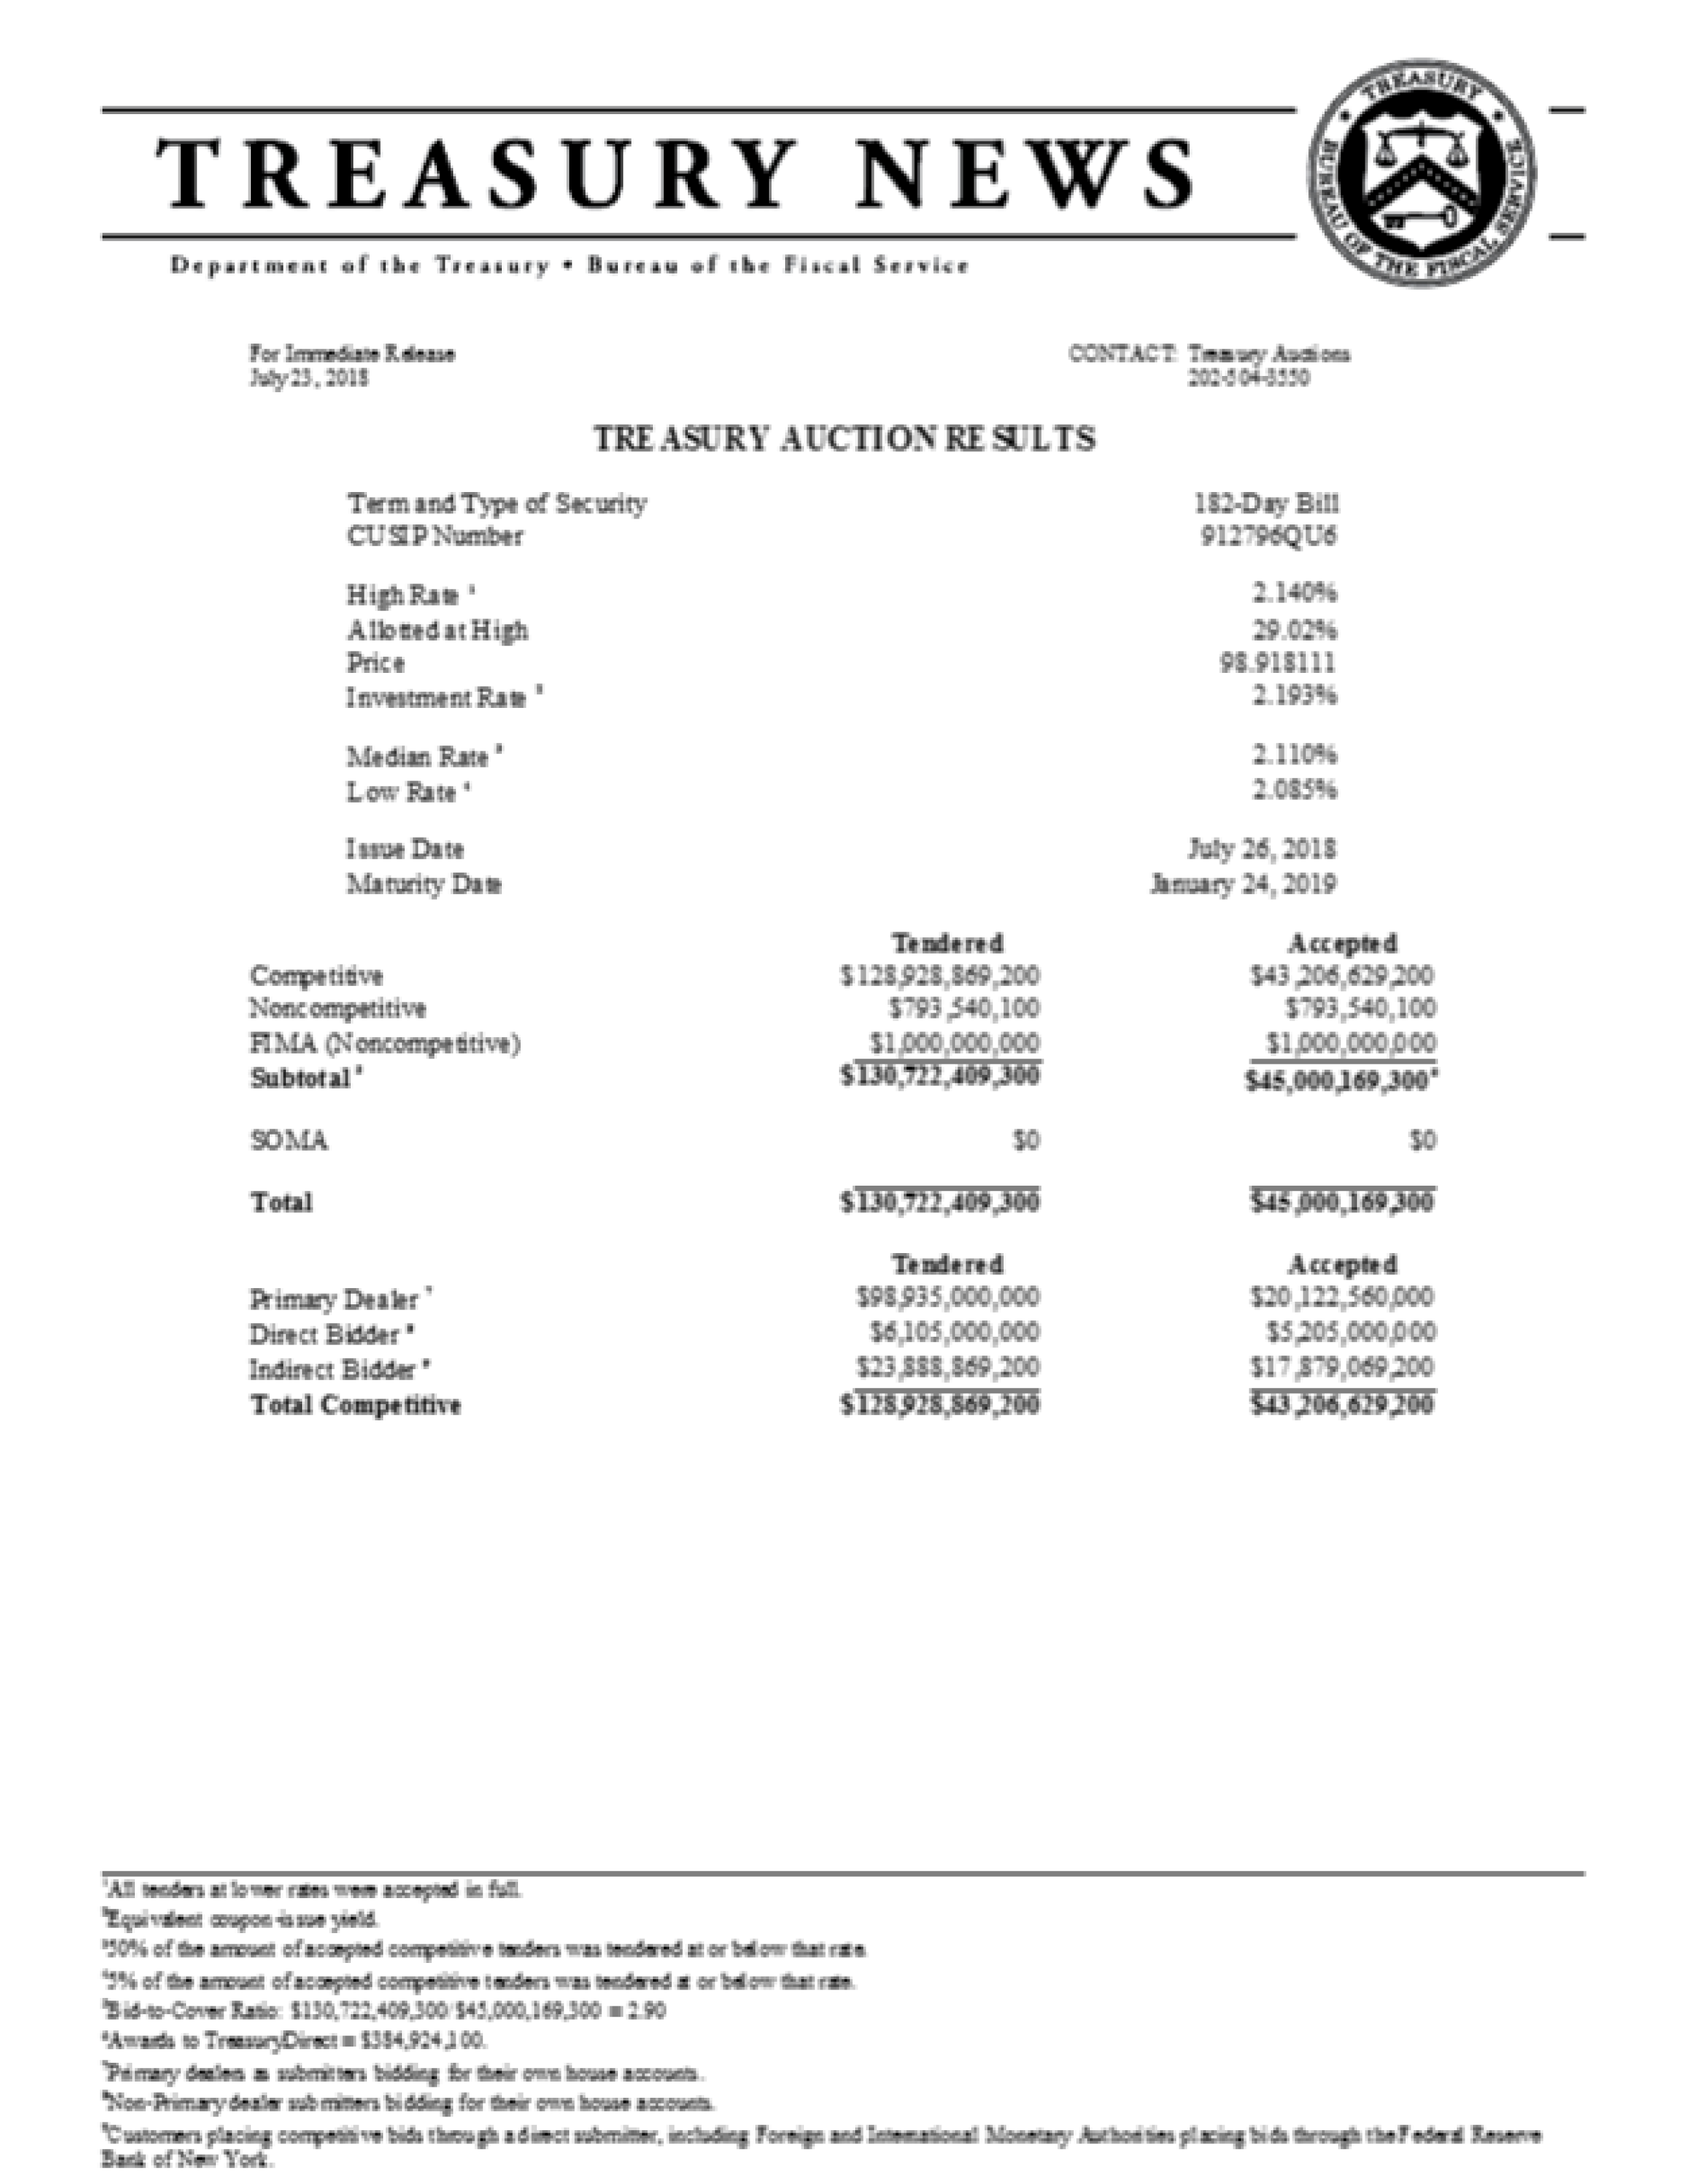 TREASURY NEWS
TREASURY
BUREAU OF THE FISCAL SERVICE
Department of the Treasury • Bureau of the Fiscal Service
For Immediate Release CONTACT: Treasury Auctions
July 23, 2018 202-504-3550
TREASURY AUCTION RESULTS
Term and Type of Security 182-Day Bill
CUSIP Number 912796QU6
High Rate ¹ 2.140%
Allotted at High 29.02%
Price 98.918111
Investment Rate ² 2.193%
Median Rate ³ 2.110%
Low Rate ⁴ 2.085%
Issue Date July 26, 2018
Maturity Date January 24, 2019
Tendered Accepted
Competitive $128,928,869,200 $43,206,629,200
Noncompetitive $793,540,100 $793,540,100
FIMA (Noncompetitive) $1,000,000,000 $1,000,000,000
Subtotal ⁵ $130,722,409,300 $45,000,169,300⁶
SOMA $0 $0
Total $130,722,409,300 $45,000,169,300
Tendered Accepted
Primary Dealer ⁷ $98,935,000,000 $20,122,560,000
Direct Bidder ⁸ $6,105,000,000 $5,205,000,000
Indirect Bidder ⁹ $23,888,869,200 $17,879,069,200
Total Competitive $128,928,869,200 $43,206,629,200
¹All tenders at lower rates were accepted in full.
²Equivalent coupon-issue yield.
³50% of the amount of accepted competitive tenders was tendered at or below that rate.
⁴5% of the amount of accepted competitive tenders was tendered at or below that rate.
⁵Bid-to-Cover Ratio: $130,722,409,300/$45,000,169,300 = 2.90
⁶Awards to TreasuryDirect = $384,924,100.
⁷Primary dealers as submitters bidding for their own house accounts.
⁸Non-Primary dealer submitters bidding for their own house accounts.
⁹Customers placing competitive bids through a direct submitter, including Foreign and International Monetary Authorities placing bids through the Federal Reserve
Bank of New York.